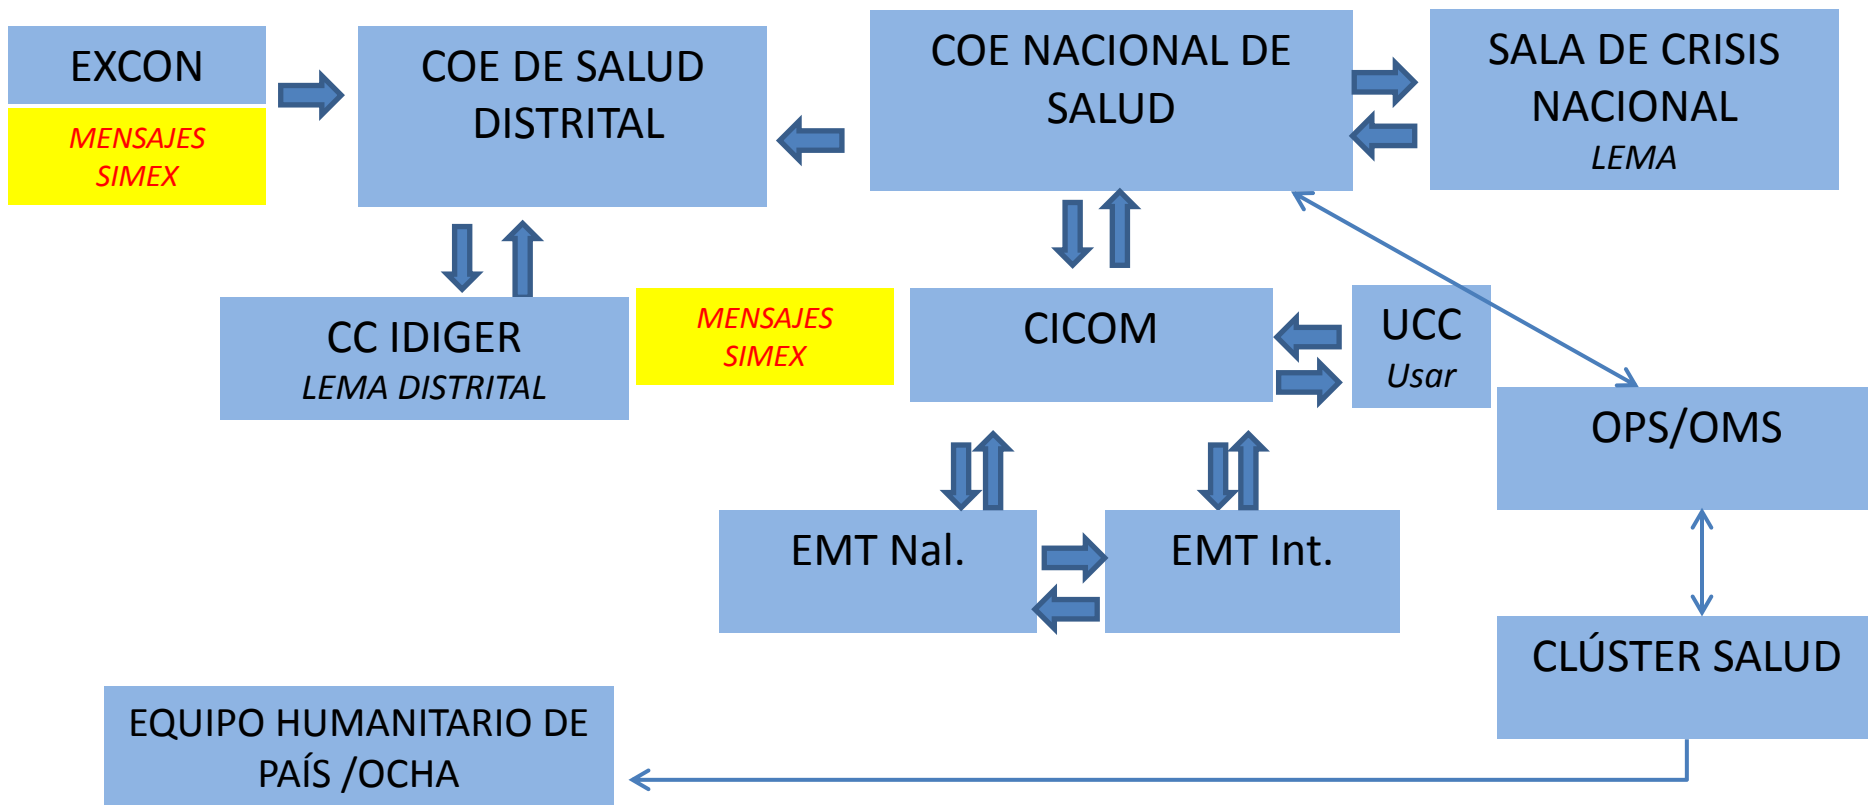 EXCON
MENSAJES
SIMEX
COE DE SALUD
DISTRITAL
COE NACIONAL DE
SALUD
SALA DE CRISIS
NACIONAL
LEMA
CC IDIGER
LEMA DISTRITAL
MENSAJES
SIMEX
CICOM
UCC
Usar
OPS/OMS
EMT Nal.
EMT Int.
CLÚSTER SALUD
EQUIPO HUMANITARIO DE
PAÍS /OCHA